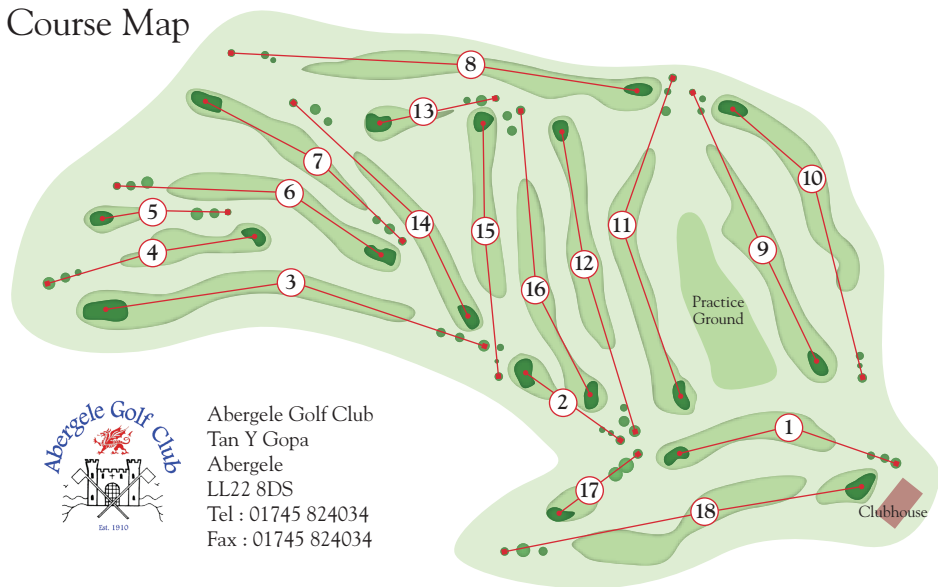 Course Map
8
13
7
10
6
5
14
11
15
4
9
12
3
16
Practice
Ground
2
1
17
18
Clubhouse
Abergele Golf Club
Est. 1910
Abergele Golf Club
Tan Y Gopa
Abergele
LL22 8DS
Tel : 01745 824034
Fax : 01745 824034